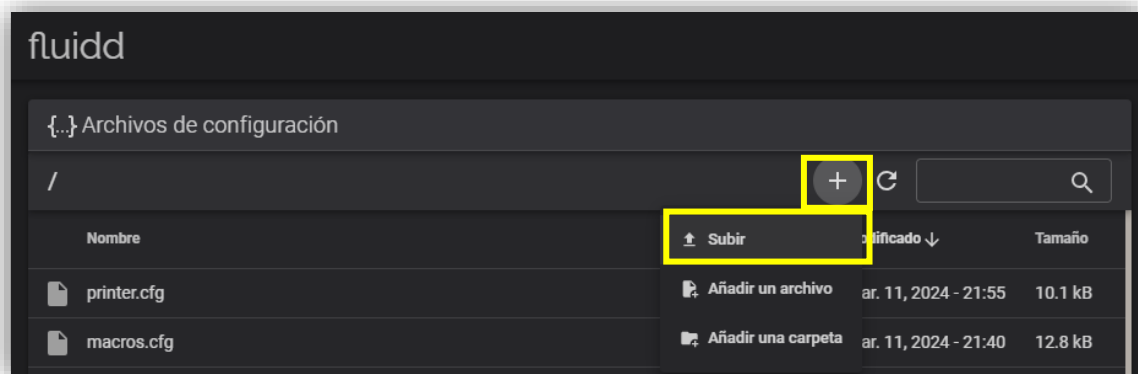 fluidd
{...} Archivos de configuración
/
Nombre Subir Tamaño
printer.cfg Añadir un archivo ar. 11, 2024 - 21:55 10.1 kB
macros.cfg Añadir una carpeta ar. 11, 2024 - 21:40 12.8 kB